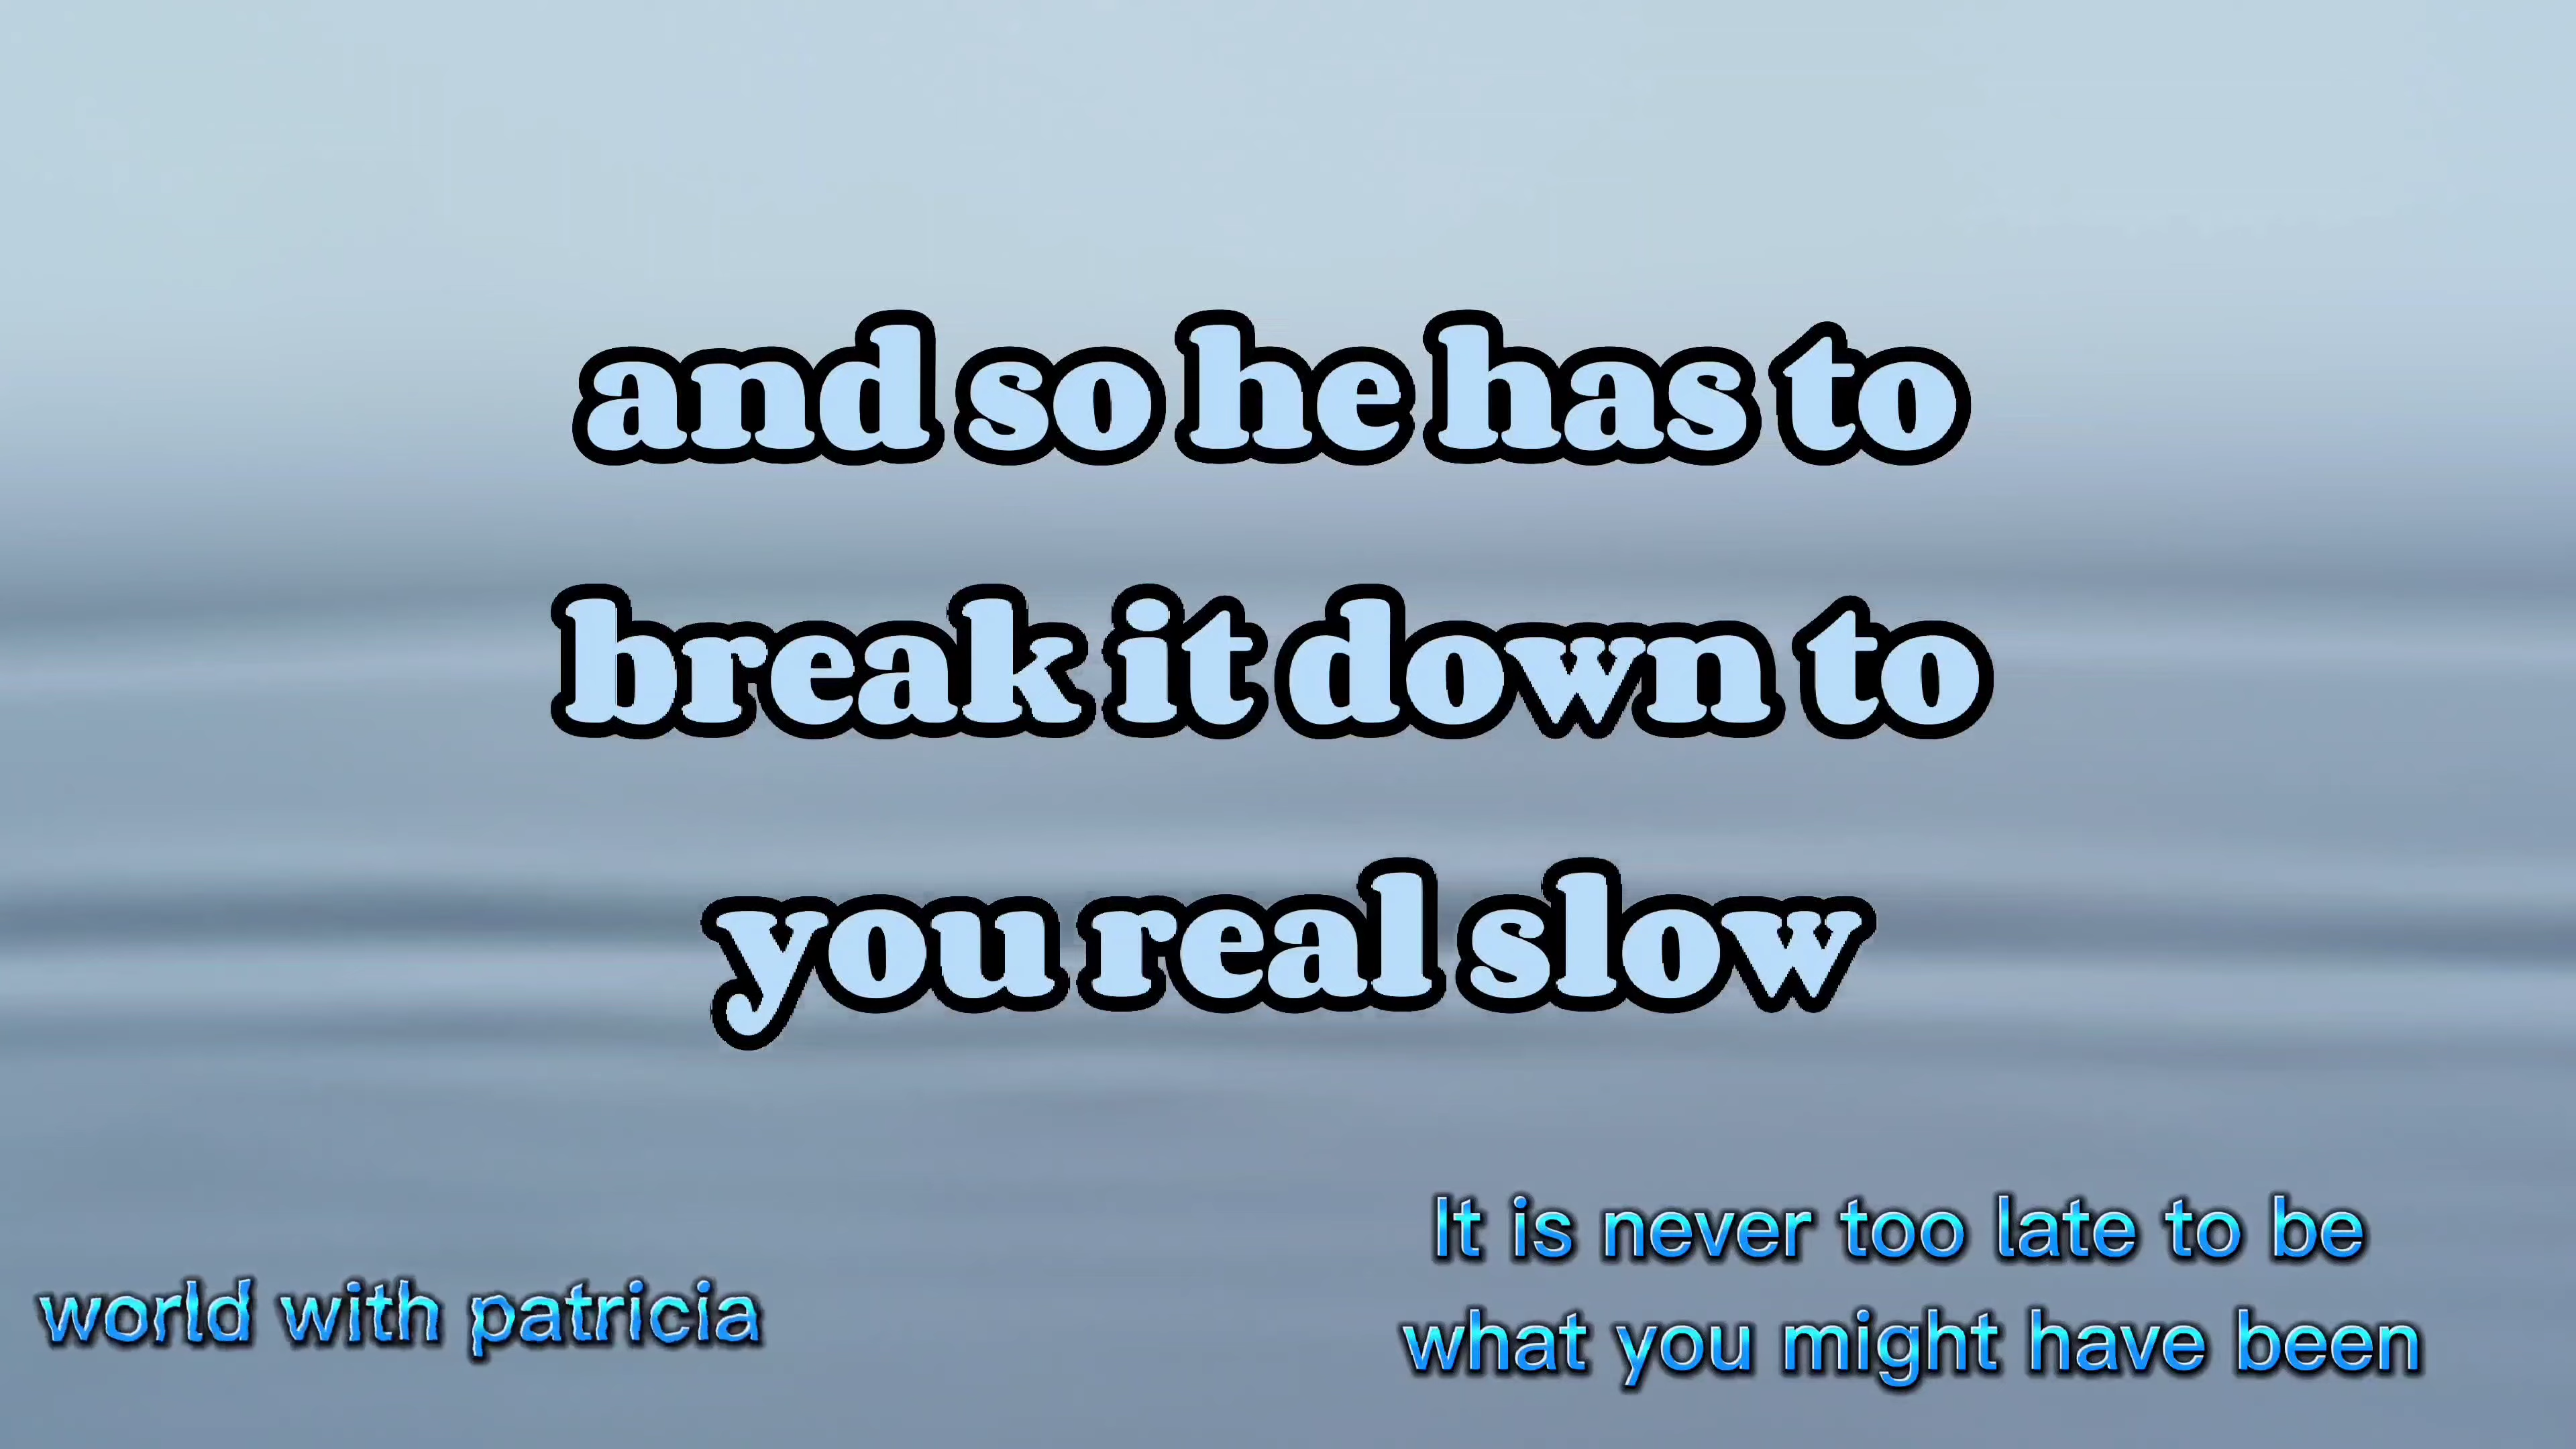 and so he has to
break it down to
you real slow
It is never too late to be
what you might have been
world with patricia